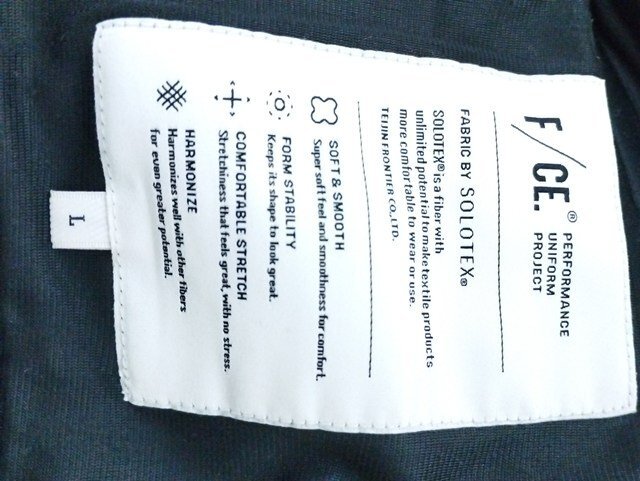 F/CE.®
PERFORMANCE
UNIFORM
PROJECT
FABRIC BY SOLOTEX®
SOLOTEX® is a fiber with
unlimited potential to make textile products
more comfortable to wear or use.
TEIJIN FRONTIER CO.,LTD.
SOFT & SMOOTH
Super soft feel and smoothness for comfort.
FORM STABILITY
Keeps its shape to look great.
COMFORTABLE STRETCH
Stretchiness that feels great, with no stress.
HARMONIZE
Harmonizes well with other fibers
for even greater potential.
L